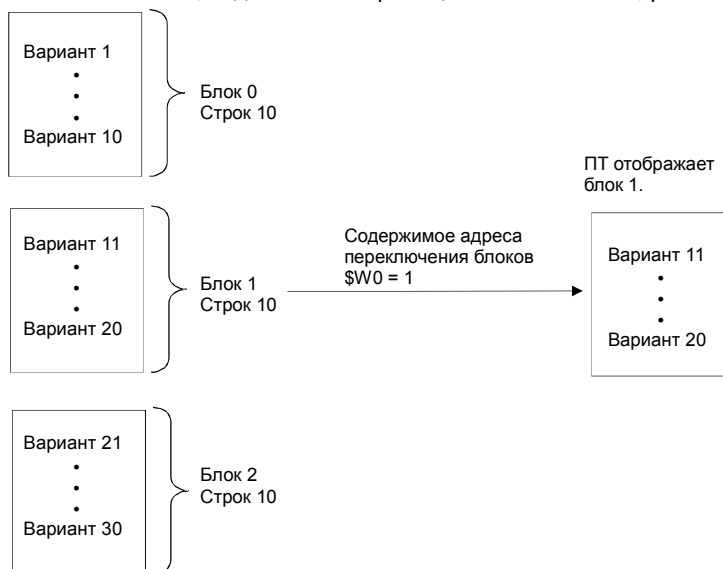 Вариант 1
•
•
•
Вариант 10
Блок 0
Строк 10
ПТ отображает
блок 1.
Вариант 11
•
•
•
Вариант 20
Блок 1
Строк 10
Содержимое адреса
переключения блоков
$W0 = 1
Вариант 11
•
•
•
Вариант 20
Вариант 21
•
•
•
Вариант 30
Блок 2
Строк 10